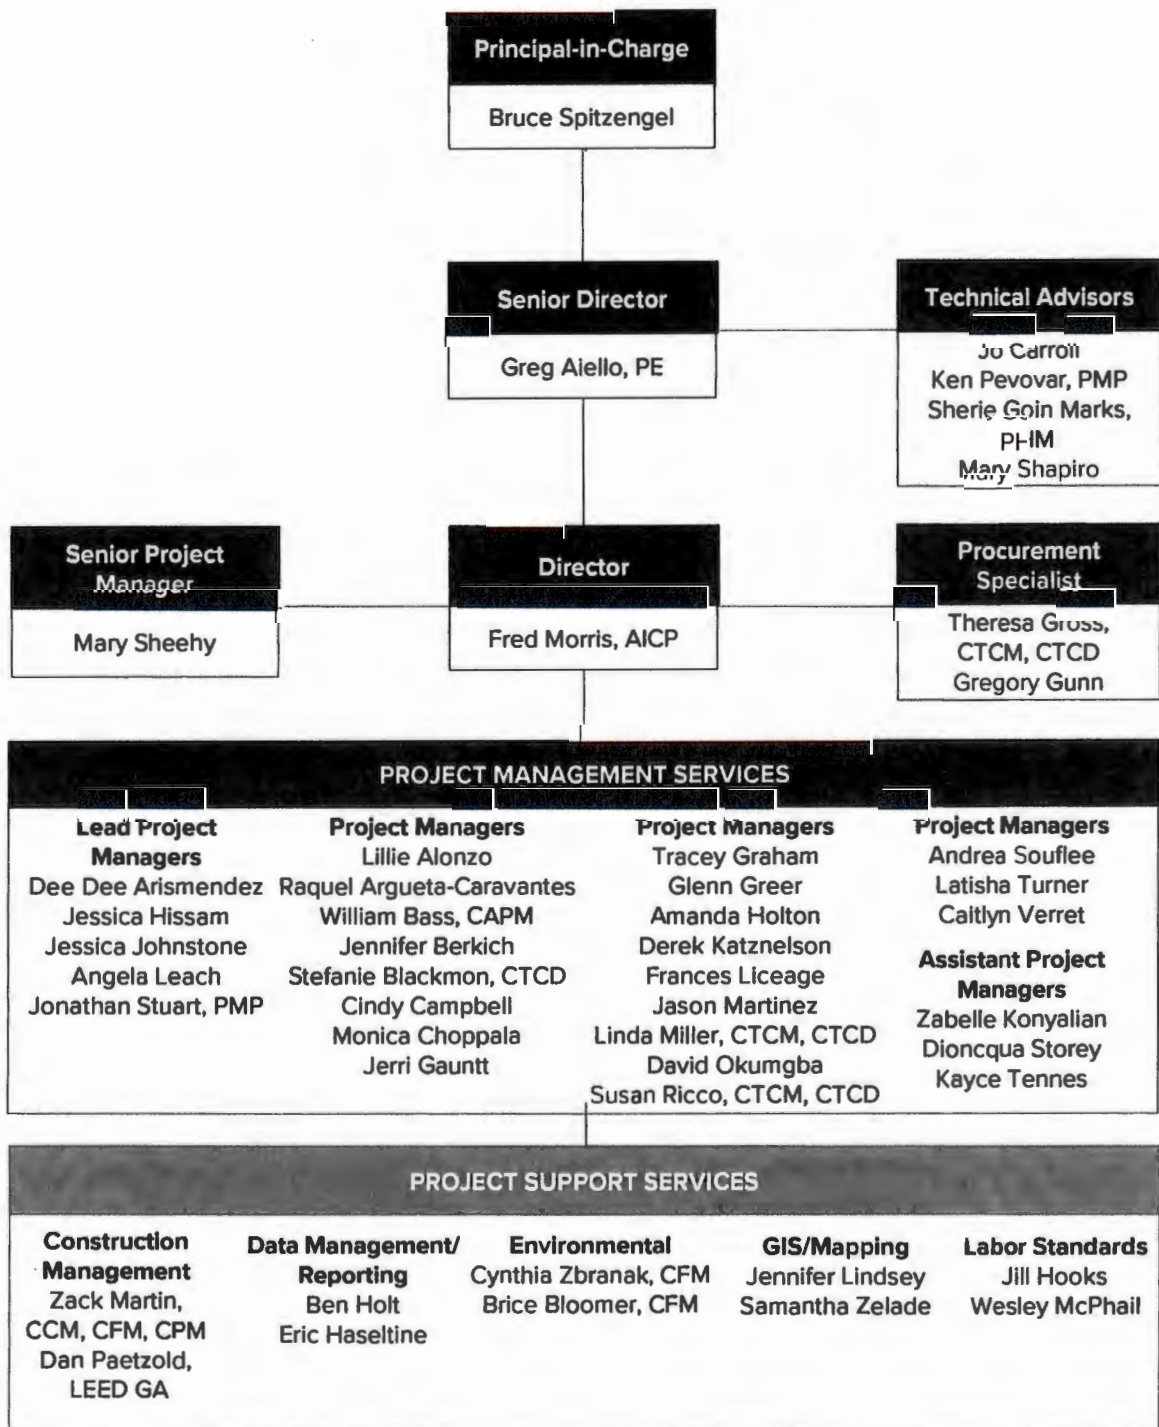 Principal-in-Charge
Bruce Spitzengel
Senior Director
Greg Aiello, PE
Technical Advisors
Jo Carroll
Ken Pevovar, PMP
Sherie Goin Marks,
PHM
Mary Shapiro
Senior Project
Manager
Mary Sheehy
Director
Fred Morris, AICP
Procurement
Specialist
Theresa Gross,
CTCM, CTCD
Gregory Gunn
PROJECT MANAGEMENT SERVICES
Lead Project
Managers
Dee Dee Arismendez
Jessica Hissam
Jessica Johnstone
Angela Leach
Jonathan Stuart, PMP
Project Managers
Lillie Alonzo
Raquel Argueta-Caravantes
William Bass, CAPM
Jennifer Berkich
Stefanie Blackmon, CTCD
Cindy Campbell
Monica Choppala
Jerri Gauntt
Project Managers
Tracey Graham
Glenn Greer
Amanda Holton
Derek Katznelson
Frances Liceage
Jason Martinez
Linda Miller, CTCM, CTCD
David Okumgba
Susan Ricco, CTCM, CTCD
Project Managers
Andrea Souflee
Latisha Turner
Caitlyn Verret
Assistant Project
Managers
Zabelle Konyalian
Dioncqua Storey
Kayce Tennes
PROJECT SUPPORT SERVICES
Construction
Management
Zack Martin,
CCM, CFM, CPM
Dan Paetzold,
LEED GA
Data Management/
Reporting
Ben Holt
Eric Haseltine
Environmental
Cynthia Zbranak, CFM
Brice Bloomer, CFM
GIS/Mapping
Jennifer Lindsey
Samantha Zelade
Labor Standards
Jill Hooks
Wesley McPhail